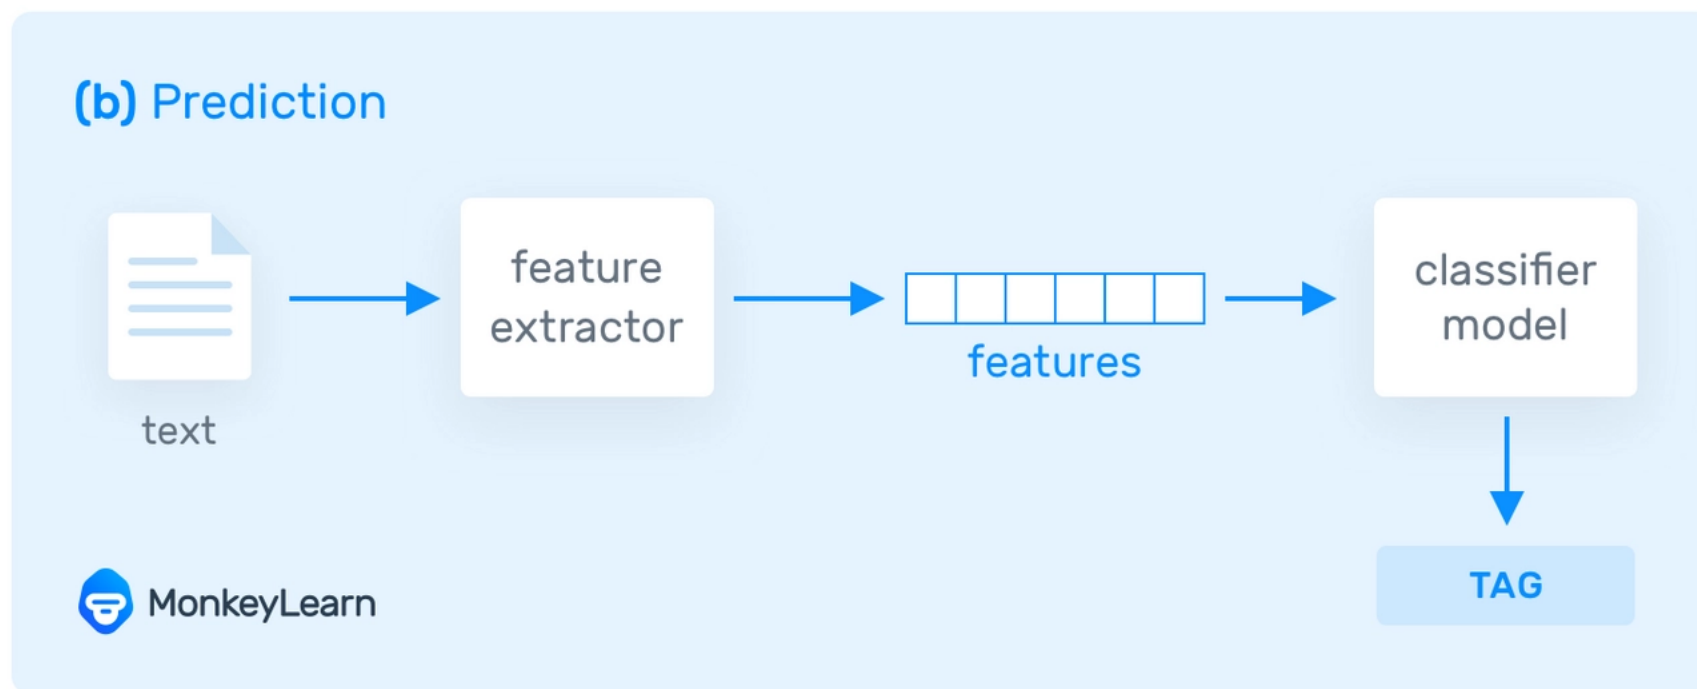 (b) Prediction
text
feature
extractor
features
classifier
model
TAG
MonkeyLearn